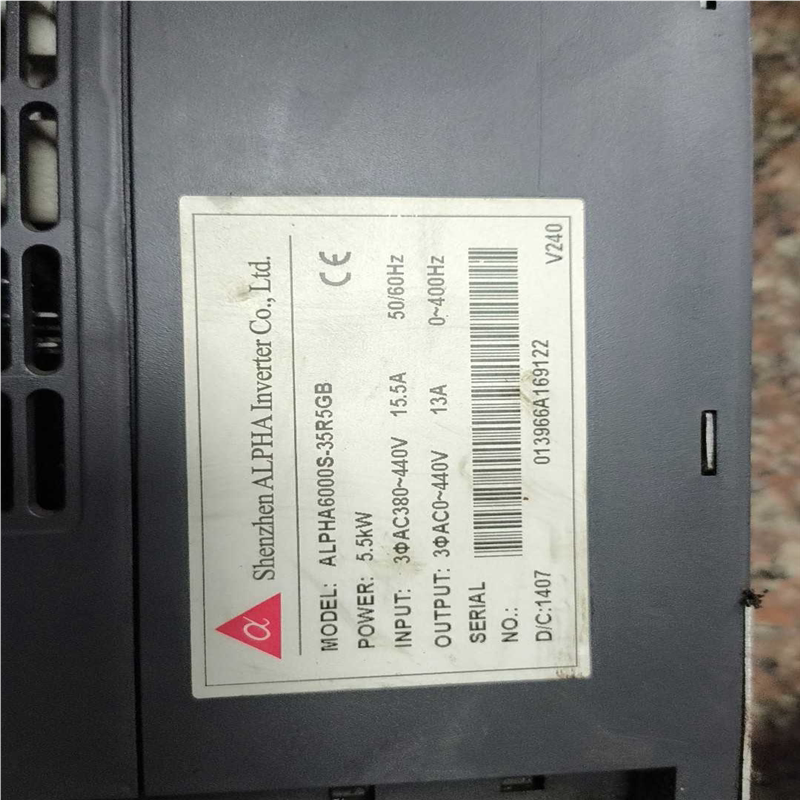 α
Shenzhen ALPHA Inverter Co., Ltd.
CE
MODEL: ALPHA6000S-35R5GB
POWER: 5.5kW
INPUT: 3ΦAC380~440V 15.5A 50/60Hz
OUTPUT: 3ΦAC0~440V 13A 0~400Hz
SERIAL
NO.:
013966A169122
D/C:1407
V240